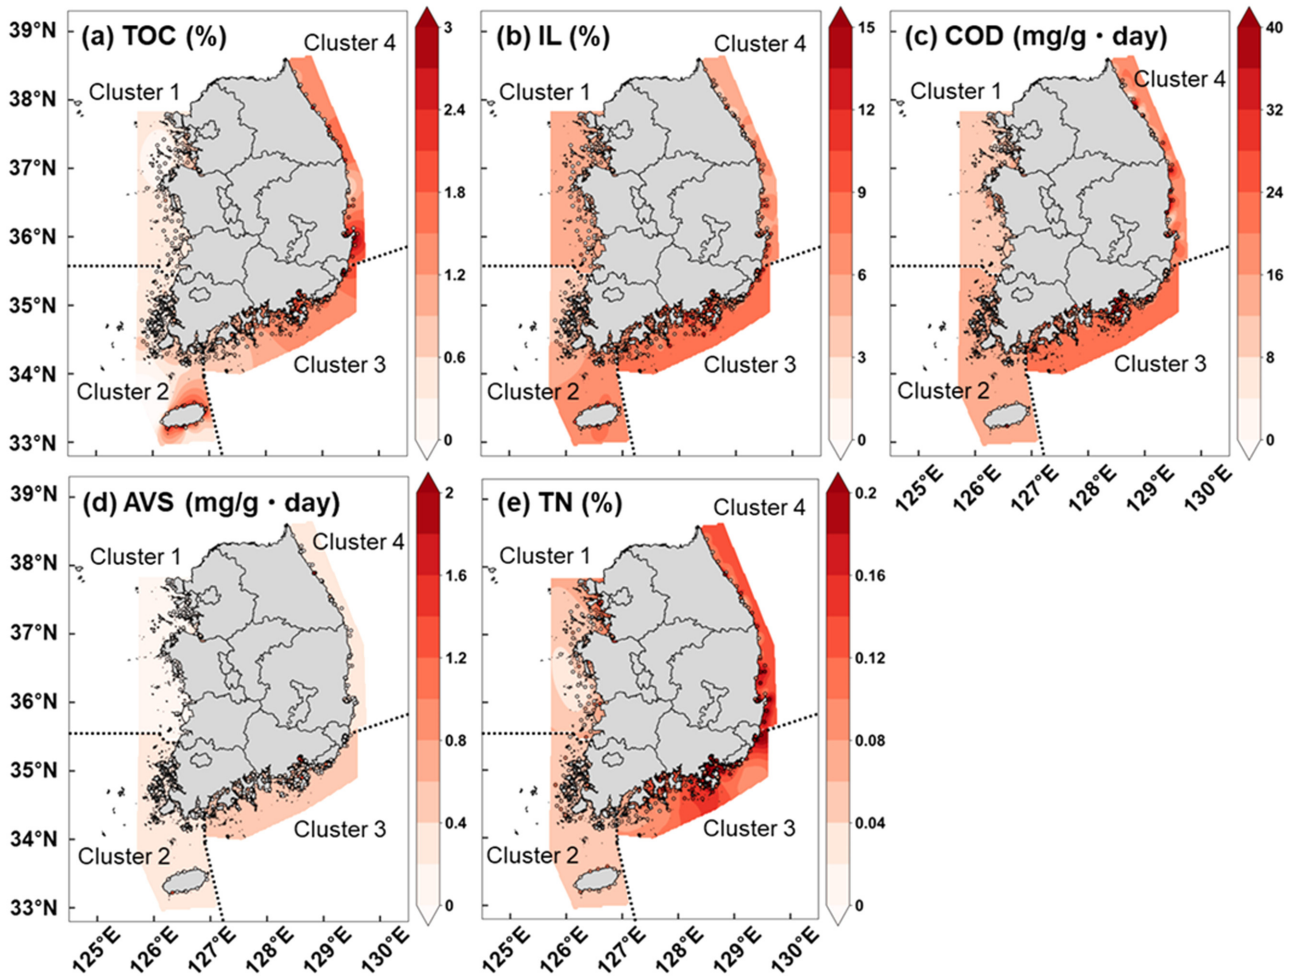 (a) TOC (%)
Cluster 4
Cluster 1
Cluster 3
Cluster 2
39°N
38°N
37°N
36°N
35°N
34°N
33°N
3
2.4
1.8
1.2
0.6
0
(b) IL (%)
Cluster 4
Cluster 1
Cluster 3
Cluster 2
15
12
9
6
3
0
(c) COD (mg/g・day)
Cluster 4
Cluster 1
Cluster 3
Cluster 2
40
32
24
16
8
0
125°E
126°E
127°E
128°E
129°E
130°E
(d) AVS (mg/g・day)
Cluster 4
Cluster 1
Cluster 3
Cluster 2
39°N
38°N
37°N
36°N
35°N
34°N
33°N
2
1.6
1.2
0.8
0.4
0
125°E
126°E
127°E
128°E
129°E
130°E
(e) TN (%)
Cluster 4
Cluster 1
Cluster 3
Cluster 2
0.2
0.16
0.12
0.08
0.04
0
125°E
126°E
127°E
128°E
129°E
130°E